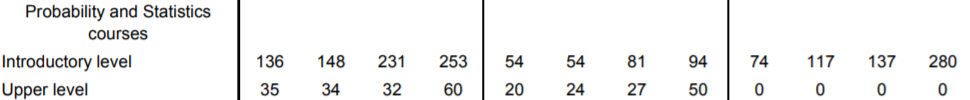 Probability and Statistics
courses
Introductory level 136 148 231 253 54 54 81 94 74 117 137 280
Upper level 35 34 32 60 20 24 27 50 0 0 0 0